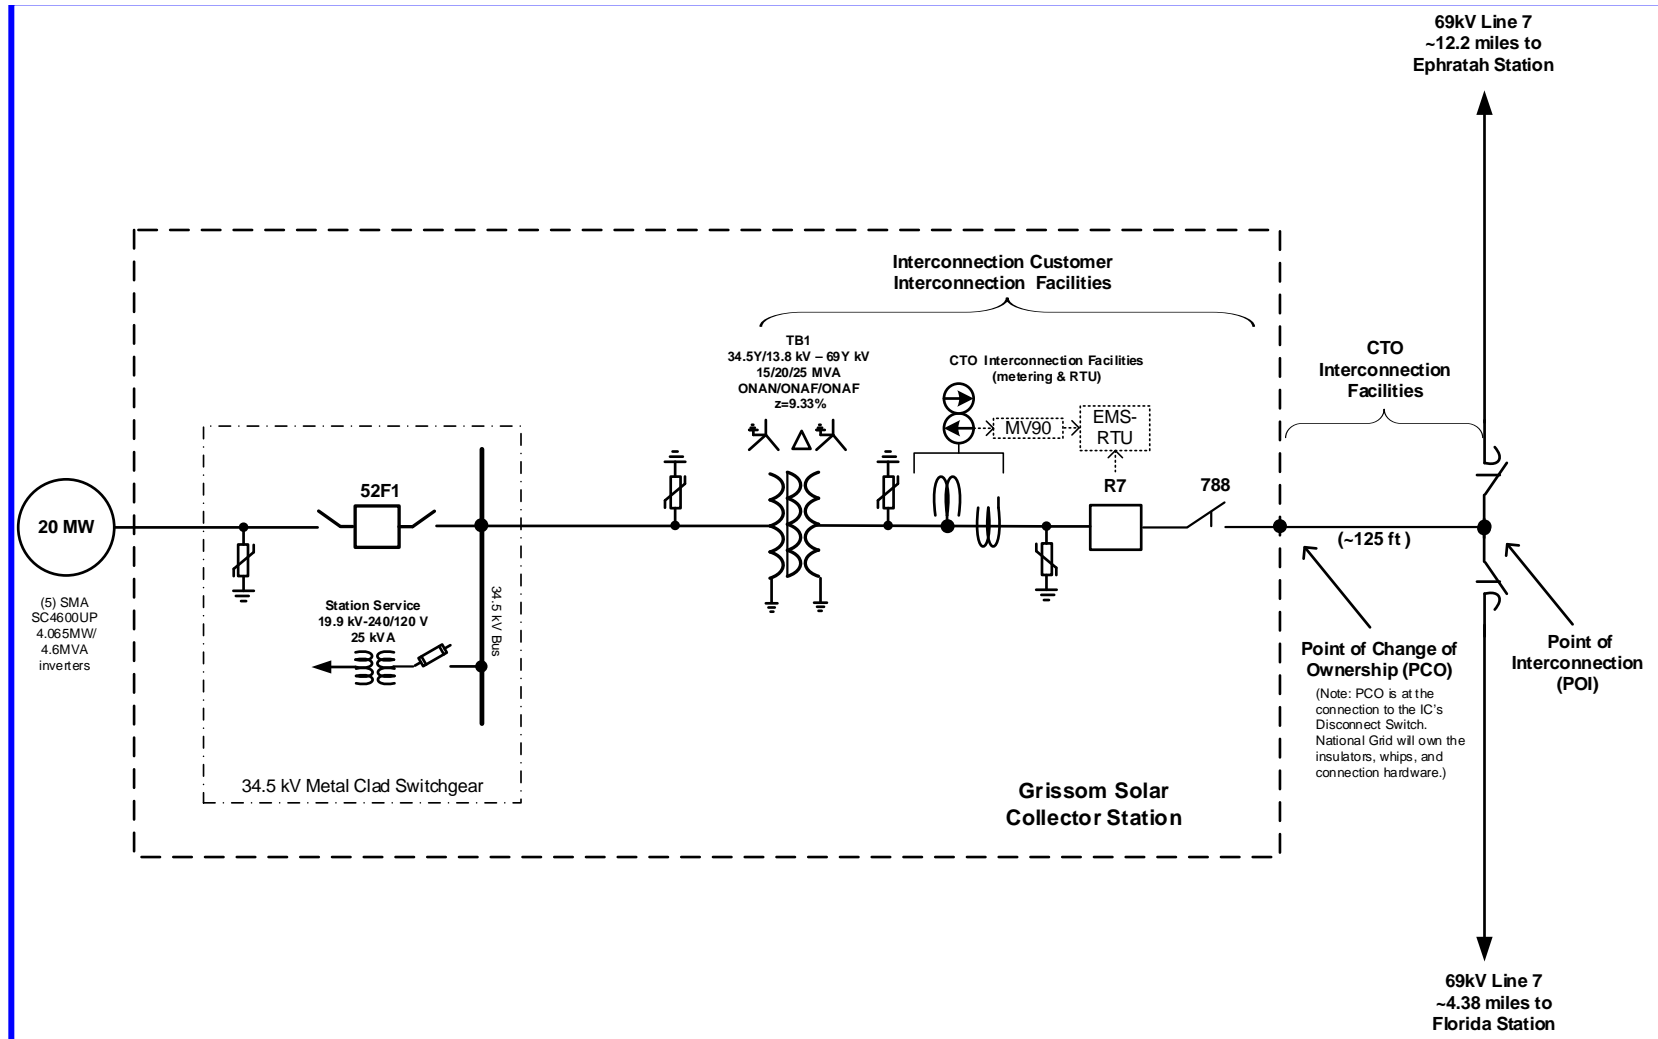 69kV Line 7
~12.2 miles to
Ephratah Station
Interconnection Customer
Interconnection Facilities
TB1
34.5Y/13.8 kV – 69Y kV
15/20/25 MVA
ONAN/ONAF/ONAF
z=9.33%
CTO Interconnection Facilities
(metering & RTU)
MV90
EMS-
RTU
CTO
Interconnection
Facilities
20 MW
52F1
R7
788
(~125 ft )
(5) SMA
SC4600UP
4.065MW/
4.6MVA
inverters
Station Service
19.9 kV-240/120 V
25 kVA
34.5 kV Bus
34.5 kV Metal Clad Switchgear
Grissom Solar
Collector Station
Point of Change of
Ownership (PCO)
(Note: PCO is at the
connection to the IC's
Disconnect Switch.
National Grid will own the
insulators, whips, and
connection hardware.)
Point of
Interconnection
(POI)
69kV Line 7
~4.38 miles to
Florida Station